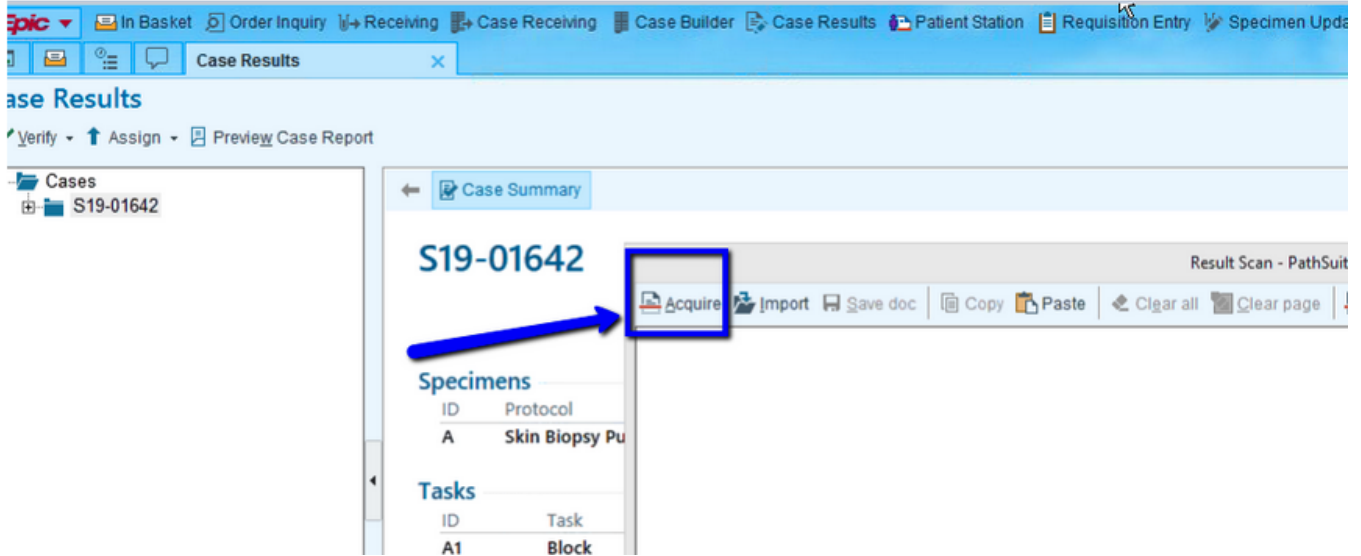 Epic In Basket Order Inquiry Receiving Case Receiving Case Builder Case Results Patient Station Requisition Entry Specimen Upda
Case Results
ase Results
Verify Assign Preview Case Report
Cases
S19-01642
Case Summary
S19-01642
Result Scan - PathSuit
Acquire Import Save doc Copy Paste Clear all Clear page
Specimens
ID Protocol
A Skin Biopsy Pu
Tasks
ID Task
A1 Block